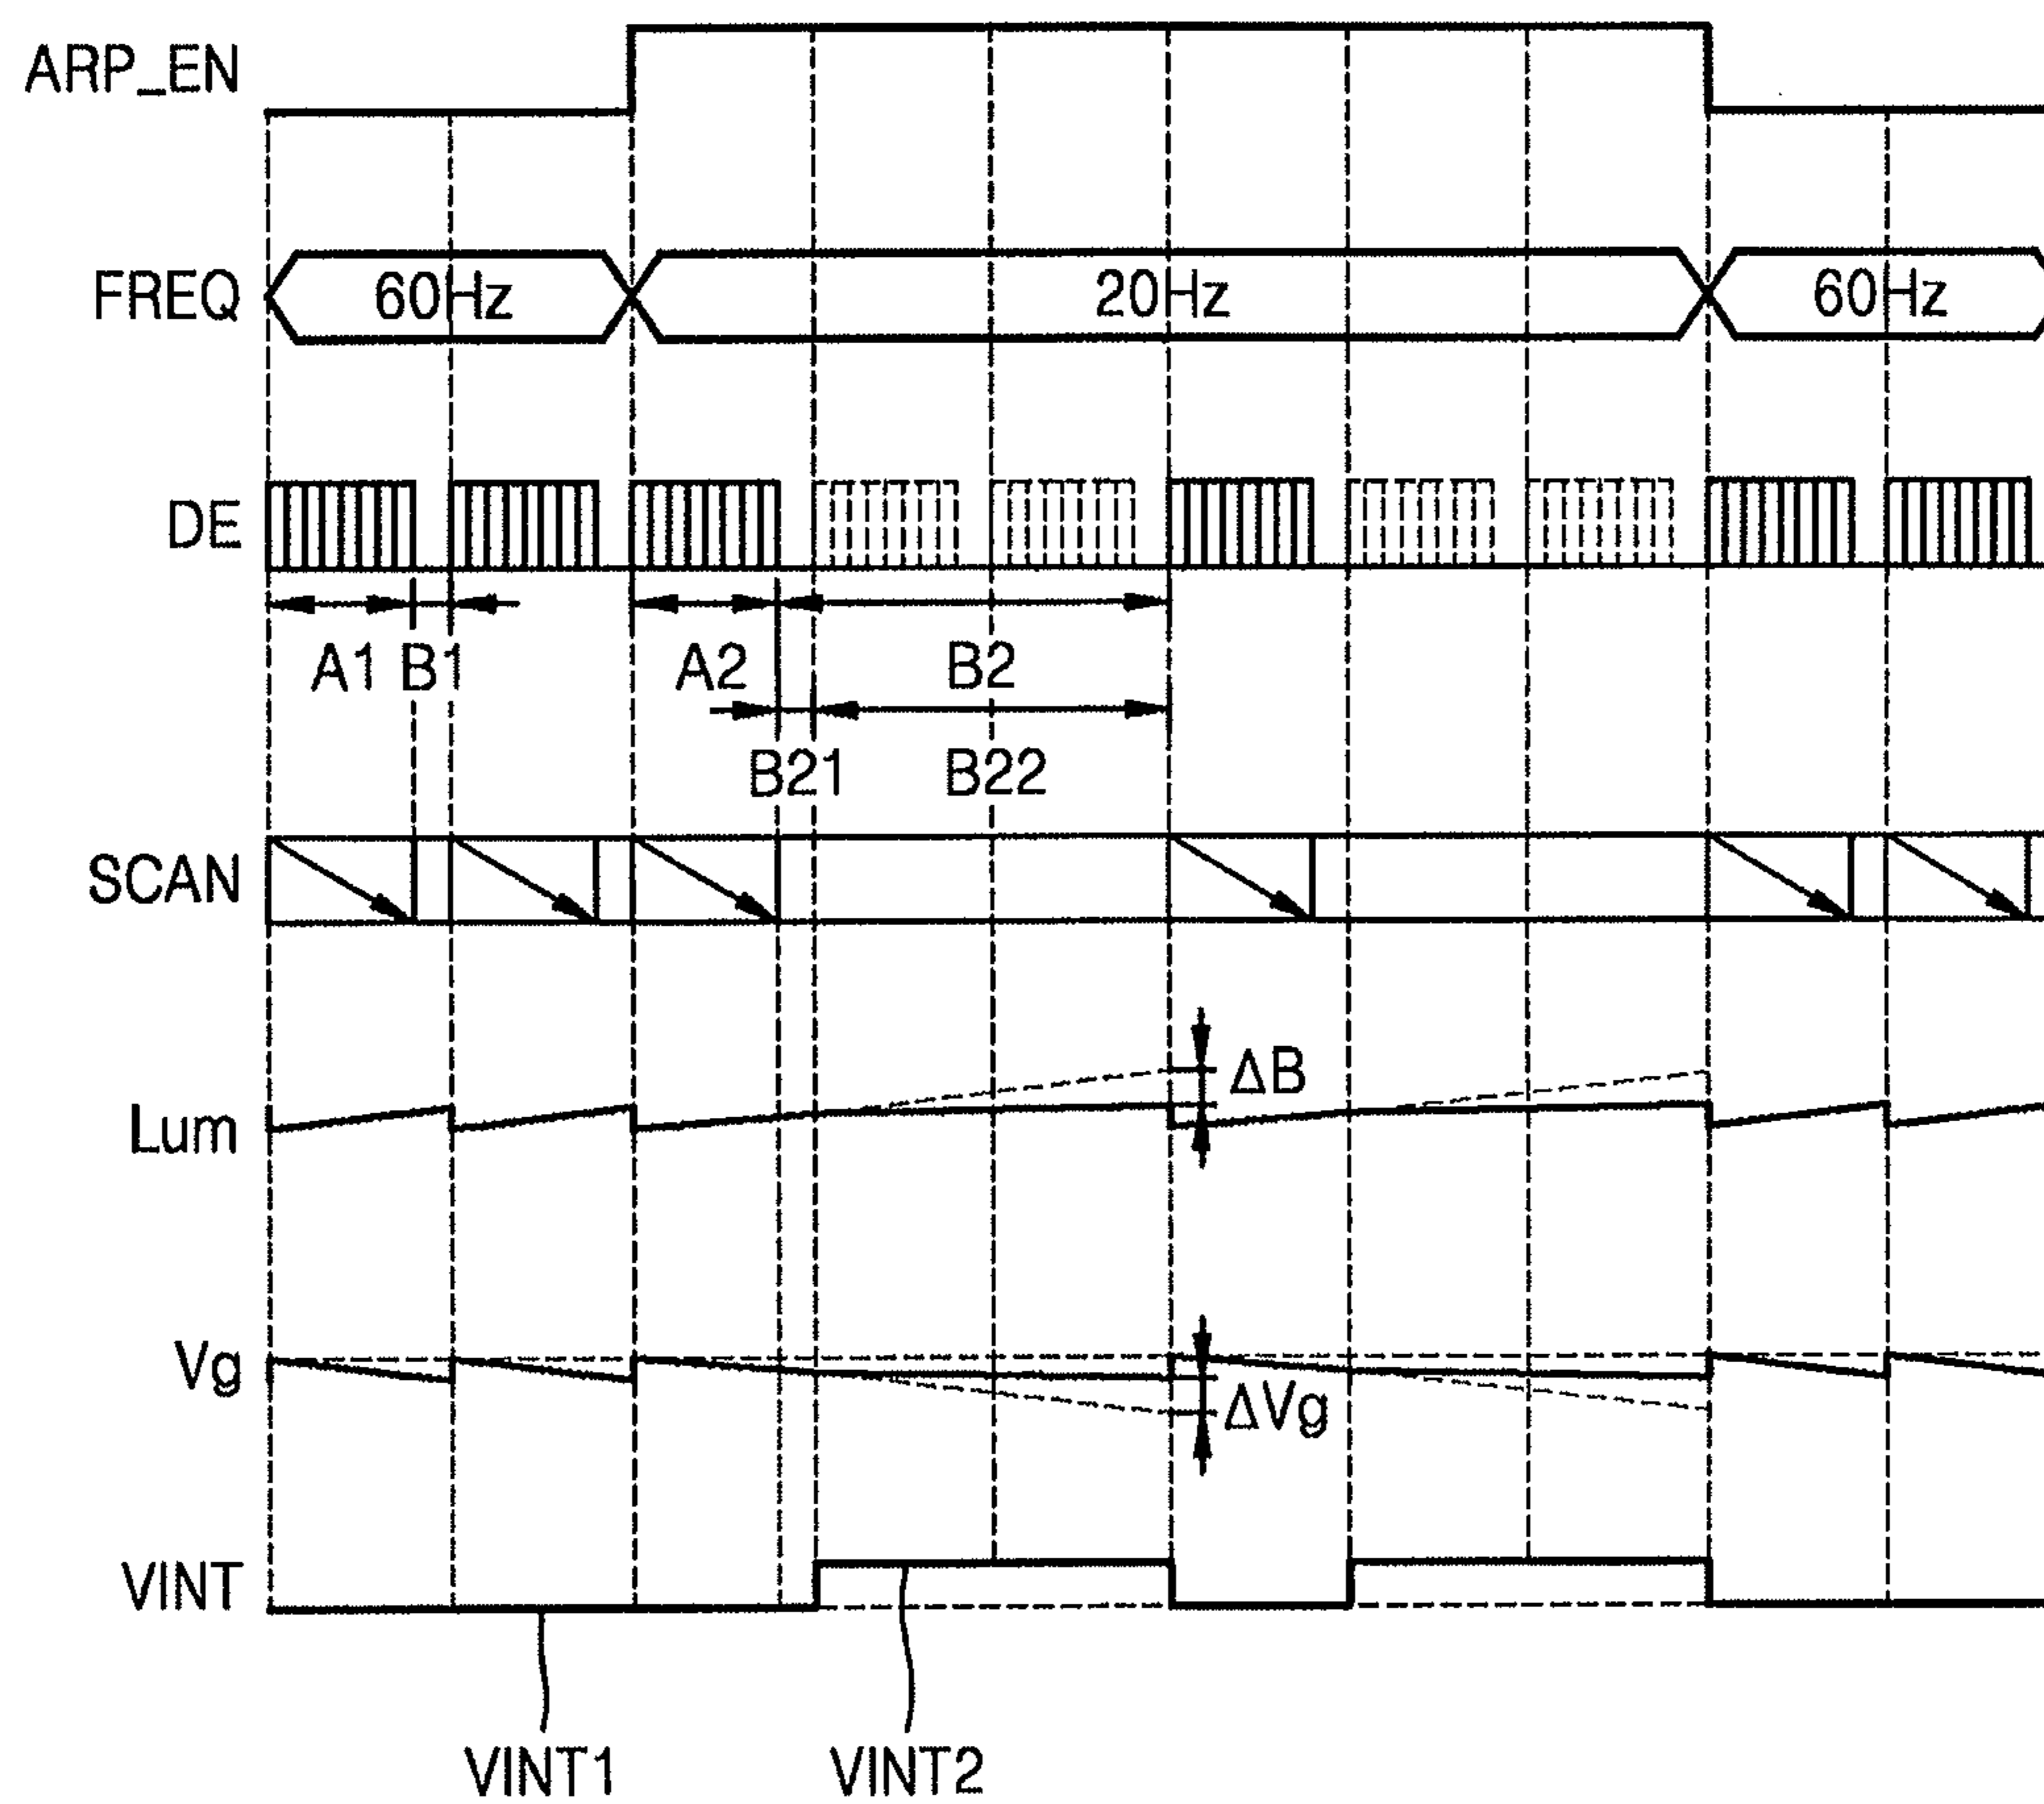 ARP_EN
FREQ
60Hz
20Hz
60Hz
DE
A1
B1
A2
B2
B21
B22
SCAN
ΔB
Lum
Vg
ΔVg
VINT
VINT1
VINT2